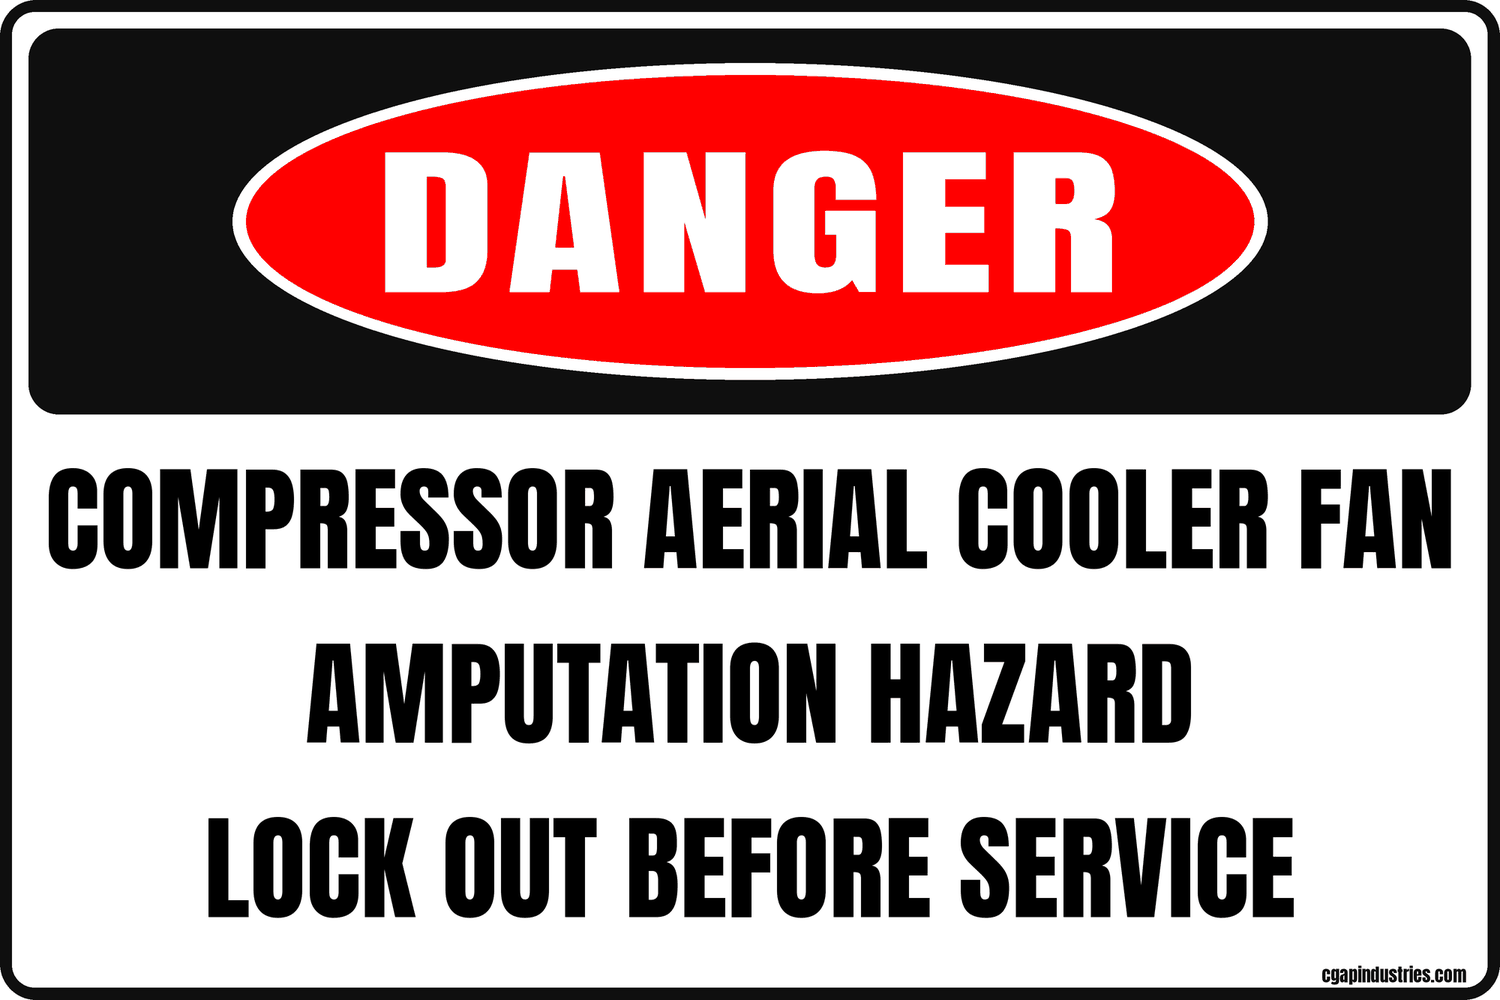 DANGER
COMPRESSOR AERIAL COOLER FAN
AMPUTATION HAZARD
LOCK OUT BEFORE SERVICE
cgapindustries.com